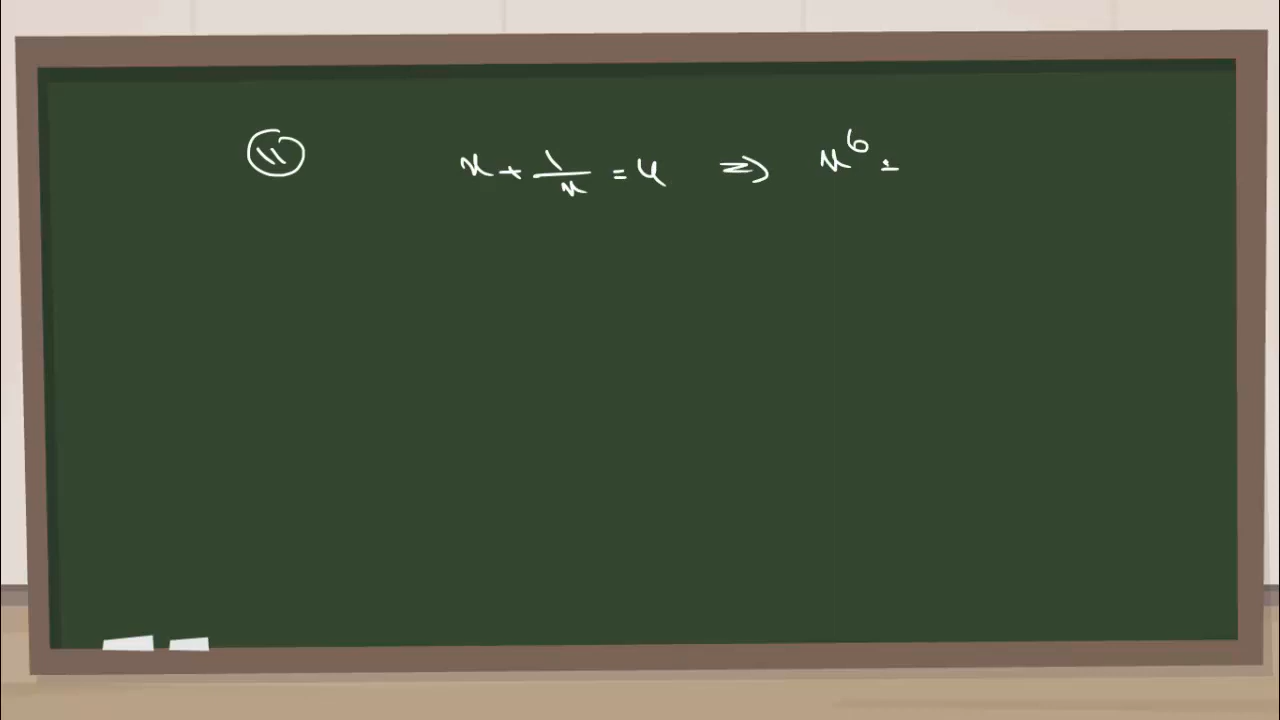 11 x + 1/x = 4 => x^6 =